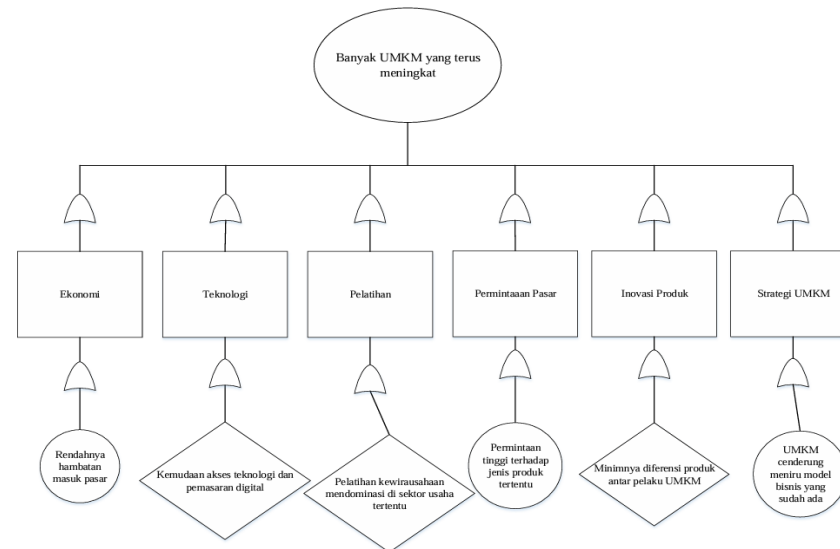 Banyak UMKM yang terus
meningkat
Ekonomi
Teknologi
Pelatihan
Permintaaan Pasar
Inovasi Produk
Strategi UMKM
Rendahnya
hambatan
masuk pasar
Kemudaan akses teknologi dan
pemasaran digital
Pelatihan kewirausahaan
mendominasi di sektor usaha
tertentu
Permintaan
tinggi terhadap
jenis produk
tertentu
Minimnya diferensi produk
antar pelaku UMKM
UMKM
cenderung
meniru model
bisnis yang
sudah ada